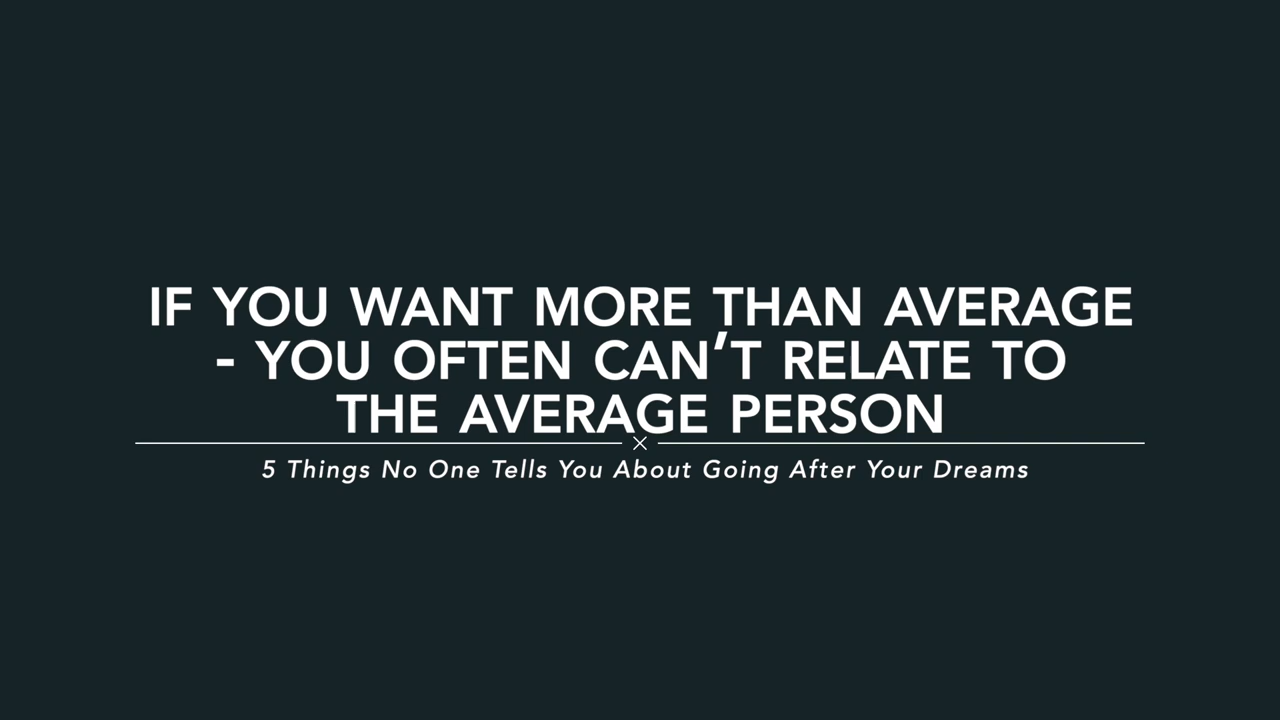 IF YOU WANT MORE THAN AVERAGE
- YOU OFTEN CAN'T RELATE TO
THE AVERAGE PERSON
5 Things No One Tells You About Going After Your Dreams